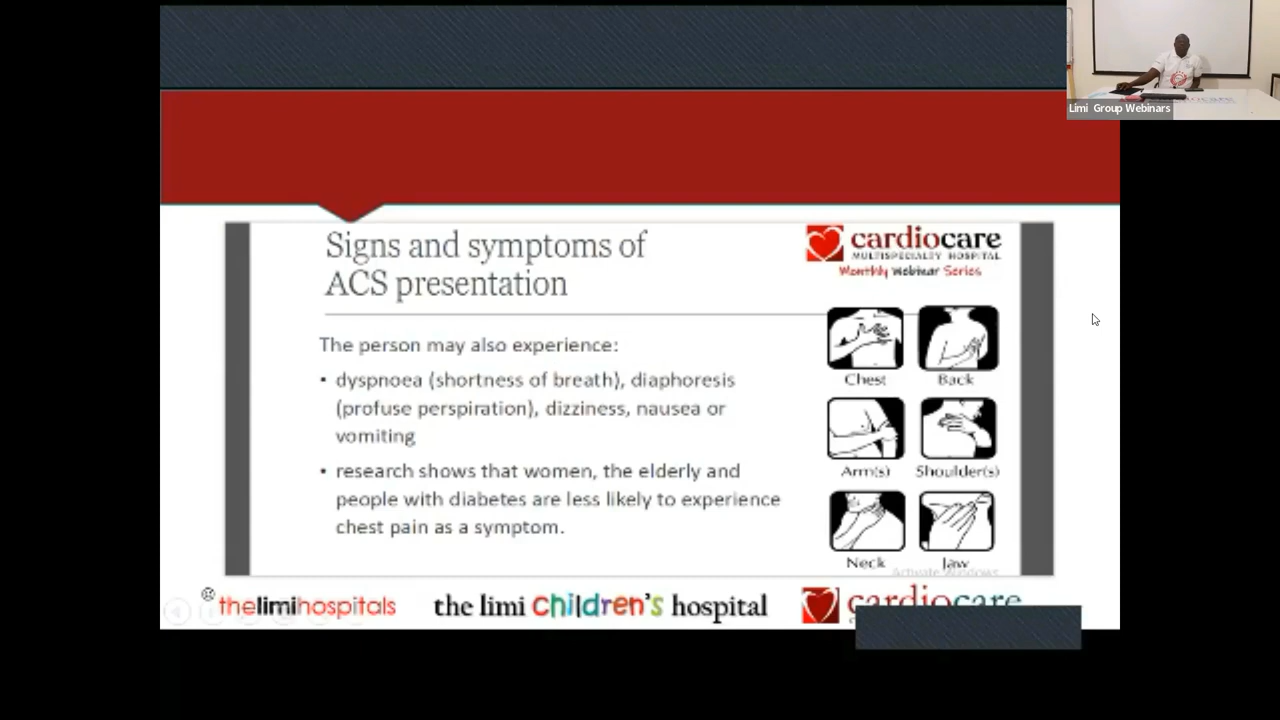 Limi Group Webinars
Signs and symptoms of
ACS presentation
cardiocare
MULTISPECIALTY HOSPITAL
Monthly Webinar Series
The person may also experience:
• dyspnoea (shortness of breath), diaphoresis
(profuse perspiration), dizziness, nausea or
vomiting
• research shows that women, the elderly and
people with diabetes are less likely to experience
chest pain as a symptom.
Chest
Back
Arm(s)
Shoulder(s)
Neck
Jaw
Activate Windows
thelimihospitals
the limi children's hospital
cardiocare